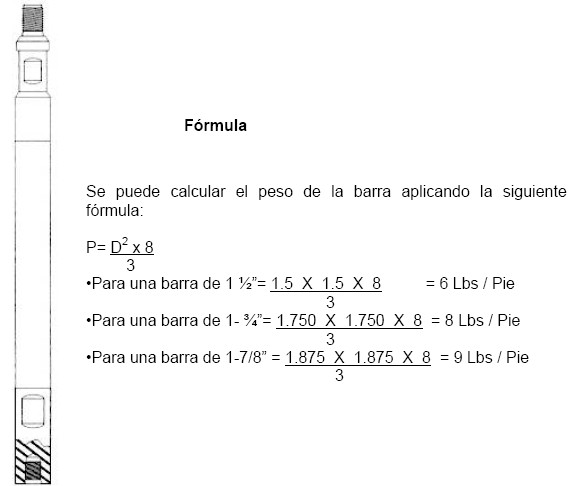 Fórmula
Se puede calcular el peso de la barra aplicando la siguiente
fórmula:
P= D² x 8
3
•Para una barra de 1 ½”= 1.5 X 1.5 X 8 = 6 Lbs / Pie
3
•Para una barra de 1- ¾”= 1.750 X 1.750 X 8 = 8 Lbs / Pie
3
•Para una barra de 1-7/8” = 1.875 X 1.875 X 8 = 9 Lbs / Pie
3